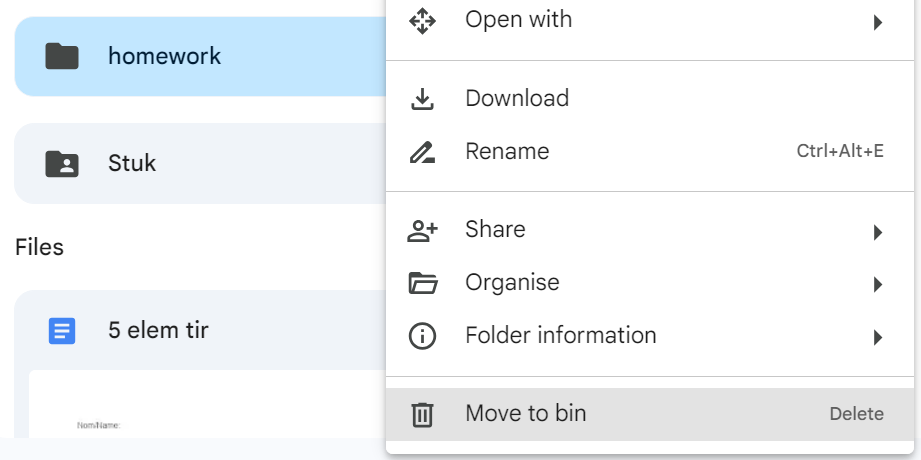 homework
Stuk
Files
5 elem tir
Nom/Name:
Open with
Download
Rename Ctrl+Alt+E
Share
Organise
Folder information
Move to bin Delete